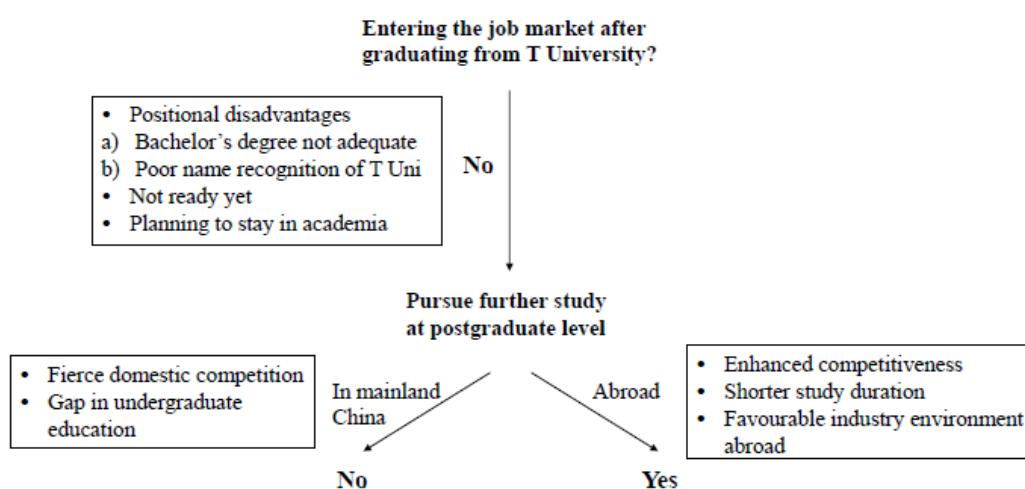 Entering the job market after
graduating from T University?
• Positional disadvantages
a) Bachelor's degree not adequate
b) Poor name recognition of T Uni
• Not ready yet
• Planning to stay in academia
No
Pursue further study
at postgraduate level
• Fierce domestic competition
• Gap in undergraduate
education
In mainland
China
Abroad
• Enhanced competitiveness
• Shorter study duration
• Favourable industry environment
abroad
No
Yes